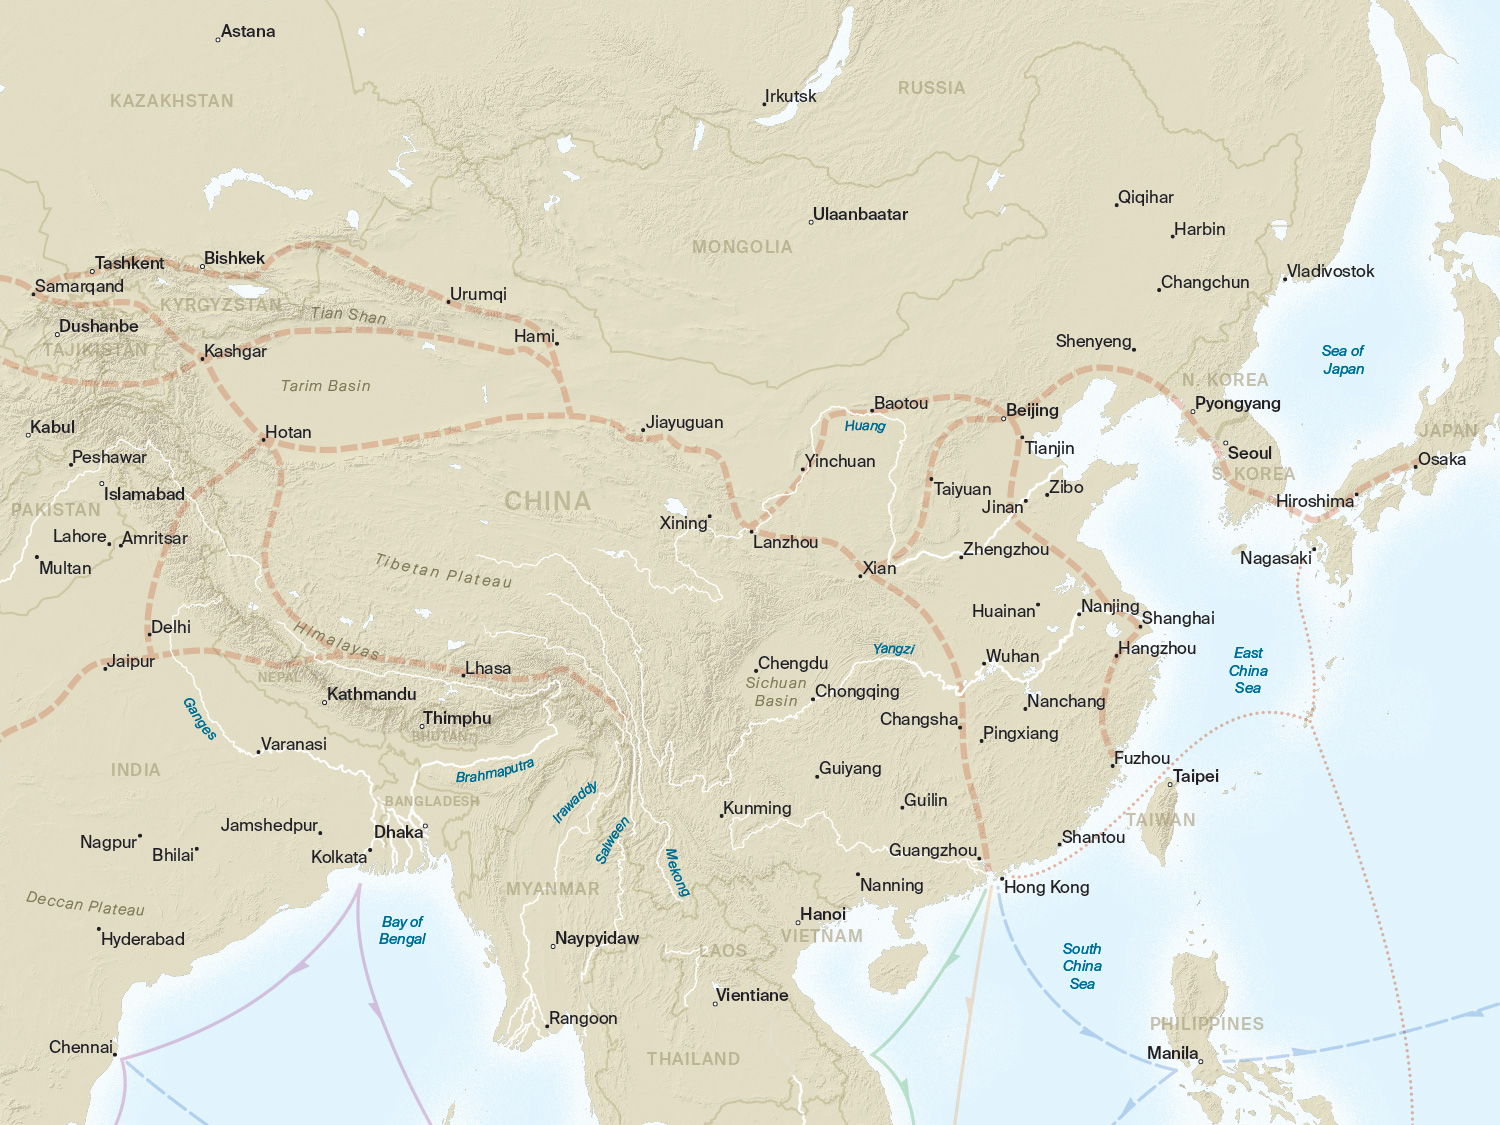 Astana
KAZAKHSTAN
Irkutsk
RUSSIA
Qiqihar
Ulaanbaatar
Harbin
MONGOLIA
Tashkent
Bishkek
Vladivostok
Samarqand
Changchun
KYRGYZSTAN
Urumqi
Tian Shan
Dushanbe
Hami
Shenyeng
TAJIKISTAN
Kashgar
Sea of
Japan
Tarim Basin
N. KOREA
Pyongyang
Baotou
Beijing
Kabul
Hotan
Jiayuguan
Huang
JAPAN
Tianjin
Seoul
Peshawar
Yinchuan
Osaka
S. KOREA
Islamabad
Taiyuan
Zibo
CHINA
Hiroshima
PAKISTAN
Jinan
Xining
Lahore
Amritsar
Lanzhou
Zhengzhou
Nagasaki
Multan
Tibetan Plateau
Xian
Huainan
Nanjing
Shanghai
Delhi
Himalayas
Yangzi
Hangzhou
East
China
Sea
Jaipur
Lhasa
Chengdu
Wuhan
NEPAL
Sichuan
Basin
Kathmandu
Chongqing
Nanchang
Ganges
Thimphu
Changsha
BHUTAN
Pingxiang
Varanasi
Fuzhou
INDIA
Brahmaputra
Guiyang
Taipei
BANGLADESH
Irawaddy
Kunming
Guilin
TAIWAN
Jamshedpur
Dhaka
Salween
Shantou
Nagpur
Bhilai
Kolkata
Guangzhou
Mekong
MYANMAR
Nanning
Hong Kong
Deccan Plateau
Bay of
Bengal
Hanoi
Hyderabad
Naypyidaw
VIETNAM
LAOS
South
China
Sea
Vientiane
Rangoon
PHILIPPINES
Chennai
THAILAND
Manila